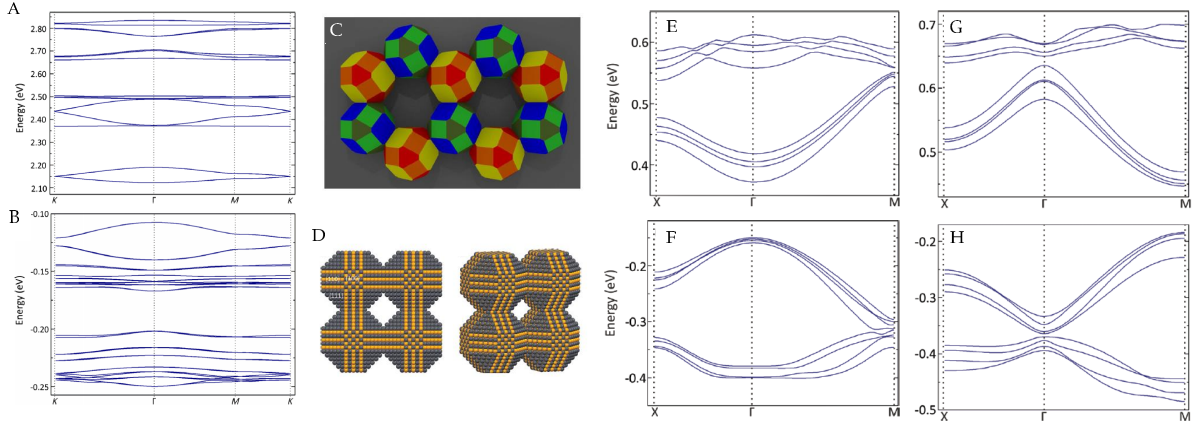 A
2.80
2.70
2.60
2.50
2.40
2.30
2.20
2.10
Energy (eV)
K Γ M K
B
-0.10
-0.15
-0.20
-0.25
Energy (eV)
K Γ M K
C
D
E
0.6
0.5
0.4
Energy (eV)
X Γ M
F
-0.2
-0.3
-0.4
Energy (eV)
X Γ M
G
0.7
0.6
0.5
X Γ M
H
-0.2
-0.3
-0.4
-0.5
X Γ M